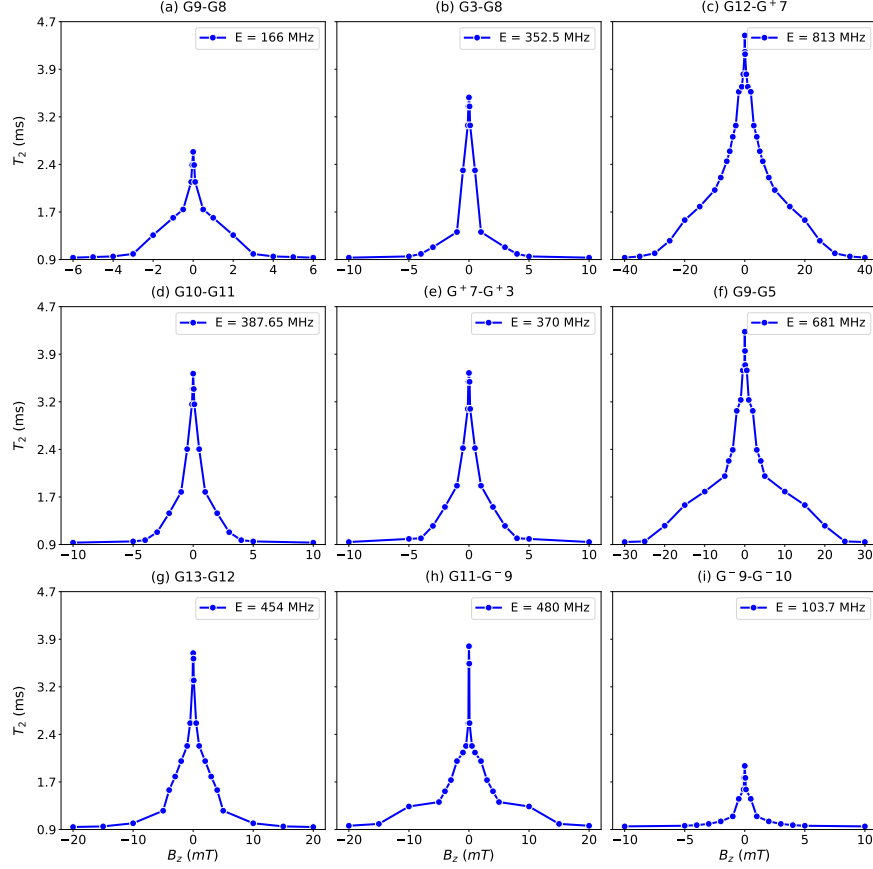 (a) G9-G8
(b) G3-G8
(c) G12-G⁺7
4.7
3.9
3.2
2.4
1.7
0.9
T₂ (ms)
E = 166 MHz
E = 352.5 MHz
E = 813 MHz
−6 −4 −2 0 2 4 6
−10 −5 0 5 10
−40 −20 0 20 40
(d) G10-G11
(e) G⁺7-G⁺3
(f) G9-G5
4.7
3.9
3.2
2.4
1.7
0.9
T₂ (ms)
E = 387.65 MHz
E = 370 MHz
E = 681 MHz
−10 −5 0 5 10
−10 −5 0 5 10
−30 −20 −10 0 10 20 30
(g) G13-G12
(h) G11-G⁻9
(i) G⁻9-G⁻10
4.7
3.9
3.2
2.4
1.7
0.9
T₂ (ms)
E = 454 MHz
E = 480 MHz
E = 103.7 MHz
−20 −10 0 10 20
−20 −15 −10 −5 0 5 10 15 20
−10 −5 0 5 10
B_z (mT)
B_z (mT)
B_z (mT)